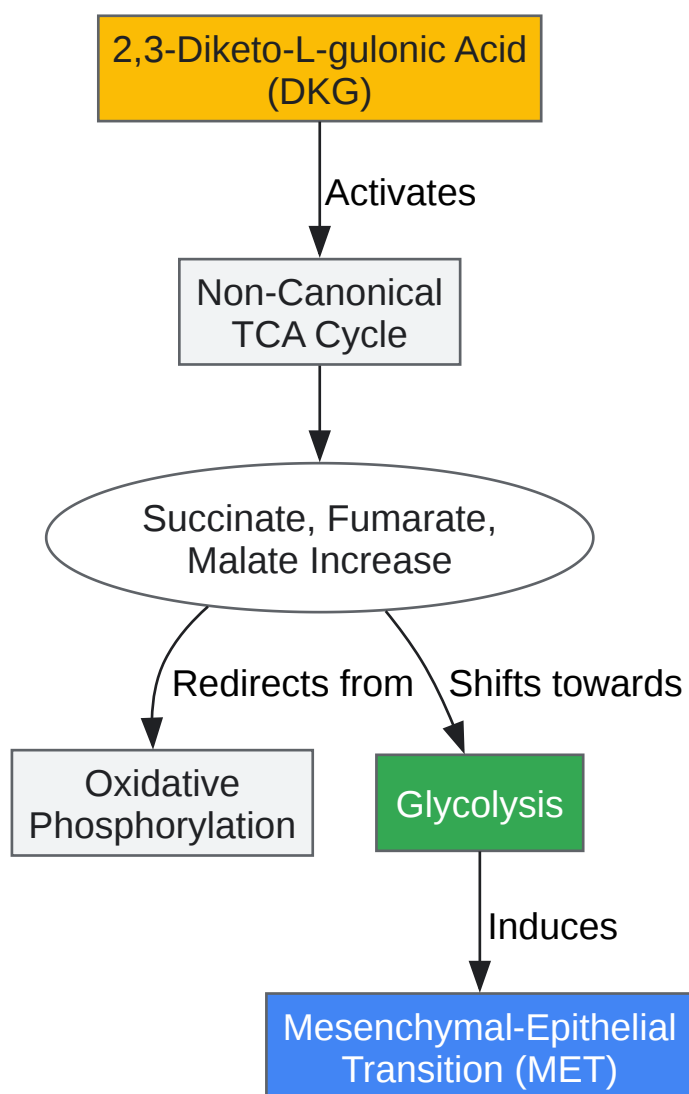 2,3-Diketo-L-gulonic Acid
(DKG)
Activates
Non-Canonical
TCA Cycle
Succinate, Fumarate,
Malate Increase
Redirects from
Shifts towards
Oxidative
Phosphorylation
Glycolysis
Induces
Mesenchymal-Epithelial
Transition (MET)